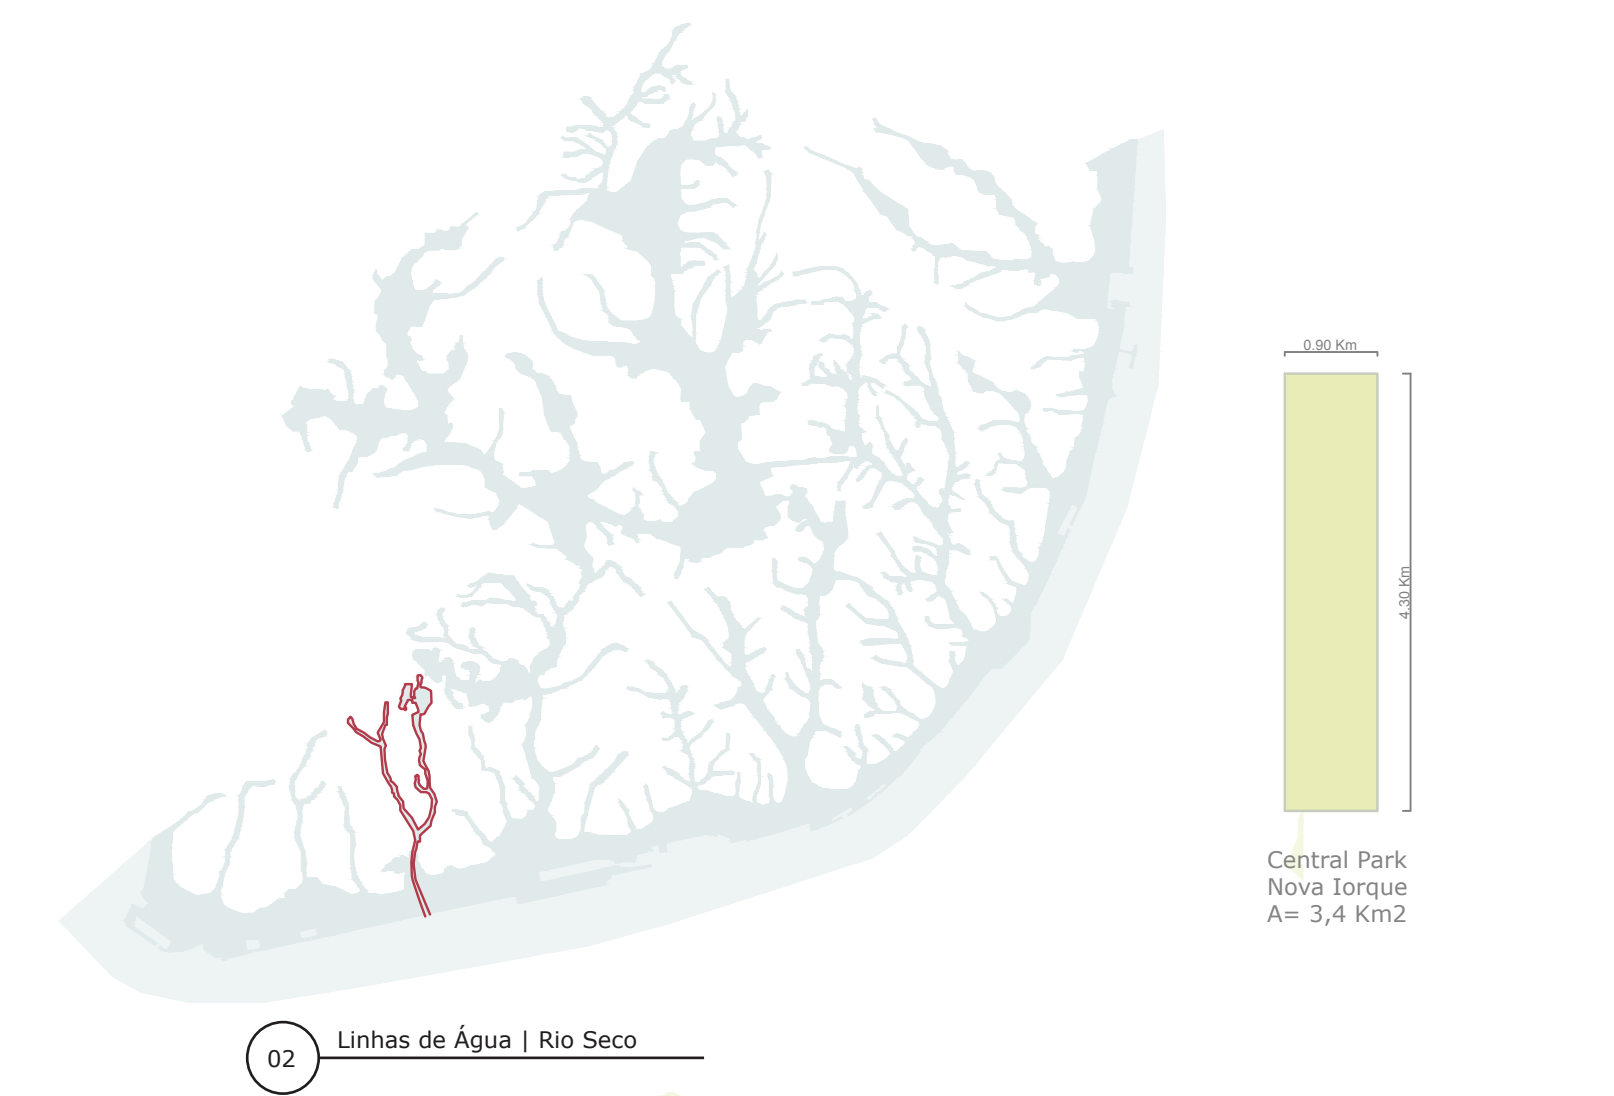 0.90 Km
4.30 Km
Central Park
Nova Iorque
A= 3,4 Km2
02
Linhas de Água | Rio Seco